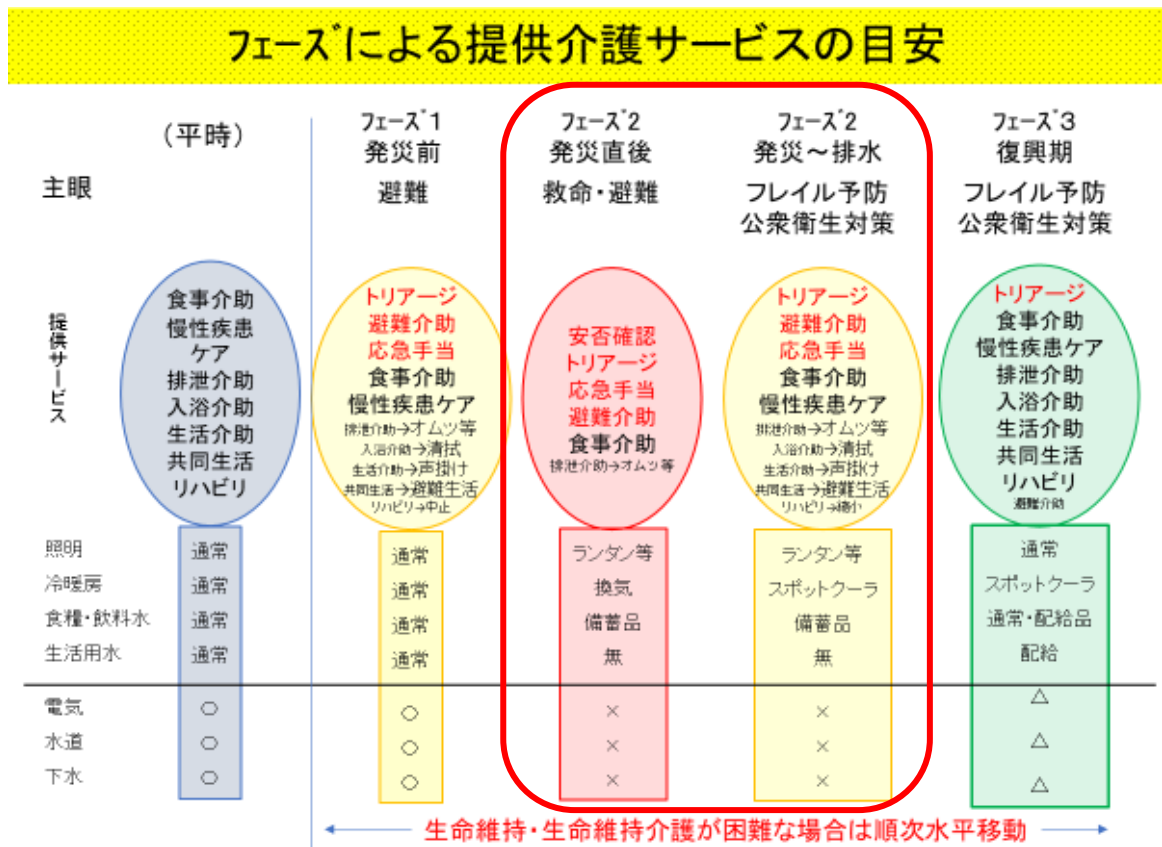 フェーズによる提供介護サービスの目安
(平時)
フェーズ1
発災前
フェーズ2
発災直後
フェーズ2
発災～排水
フェーズ3
復興期
主眼
避難
救命・避難
フレイル予防
公衆衛生対策
フレイル予防
公衆衛生対策
提供サービス
食事介助
慢性疾患
ケア
排泄介助
入浴介助
生活介助
共同生活
リハビリ
トリアージ
避難介助
応急手当
食事介助
慢性疾患ケア
排泄介助→オムツ等
入浴介助→清拭
生活介助→声掛け
共同生活→避難生活
リハビリ→中止
安否確認
トリアージ
応急手当
避難介助
食事介助
排泄介助→オムツ等
トリアージ
避難介助
応急手当
食事介助
慢性疾患ケア
排泄介助→オムツ等
入浴介助→清拭
生活介助→声掛け
共同生活→避難生活
リハビリ→縮小
トリアージ
食事介助
慢性疾患ケア
排泄介助
入浴介助
生活介助
共同生活
リハビリ
避難介助
照明 通常 通常 ランタン等 ランタン等 通常
冷暖房 通常 通常 換気 スポットクーラ スポットクーラ
食糧・飲料水 通常 通常 備蓄品 備蓄品 通常・配給品
生活用水 通常 通常 無 無 配給
電気 ○ ○ × × △
水道 ○ ○ × × △
下水 ○ ○ × × △
生命維持・生命維持介護が困難な場合は順次水平移動